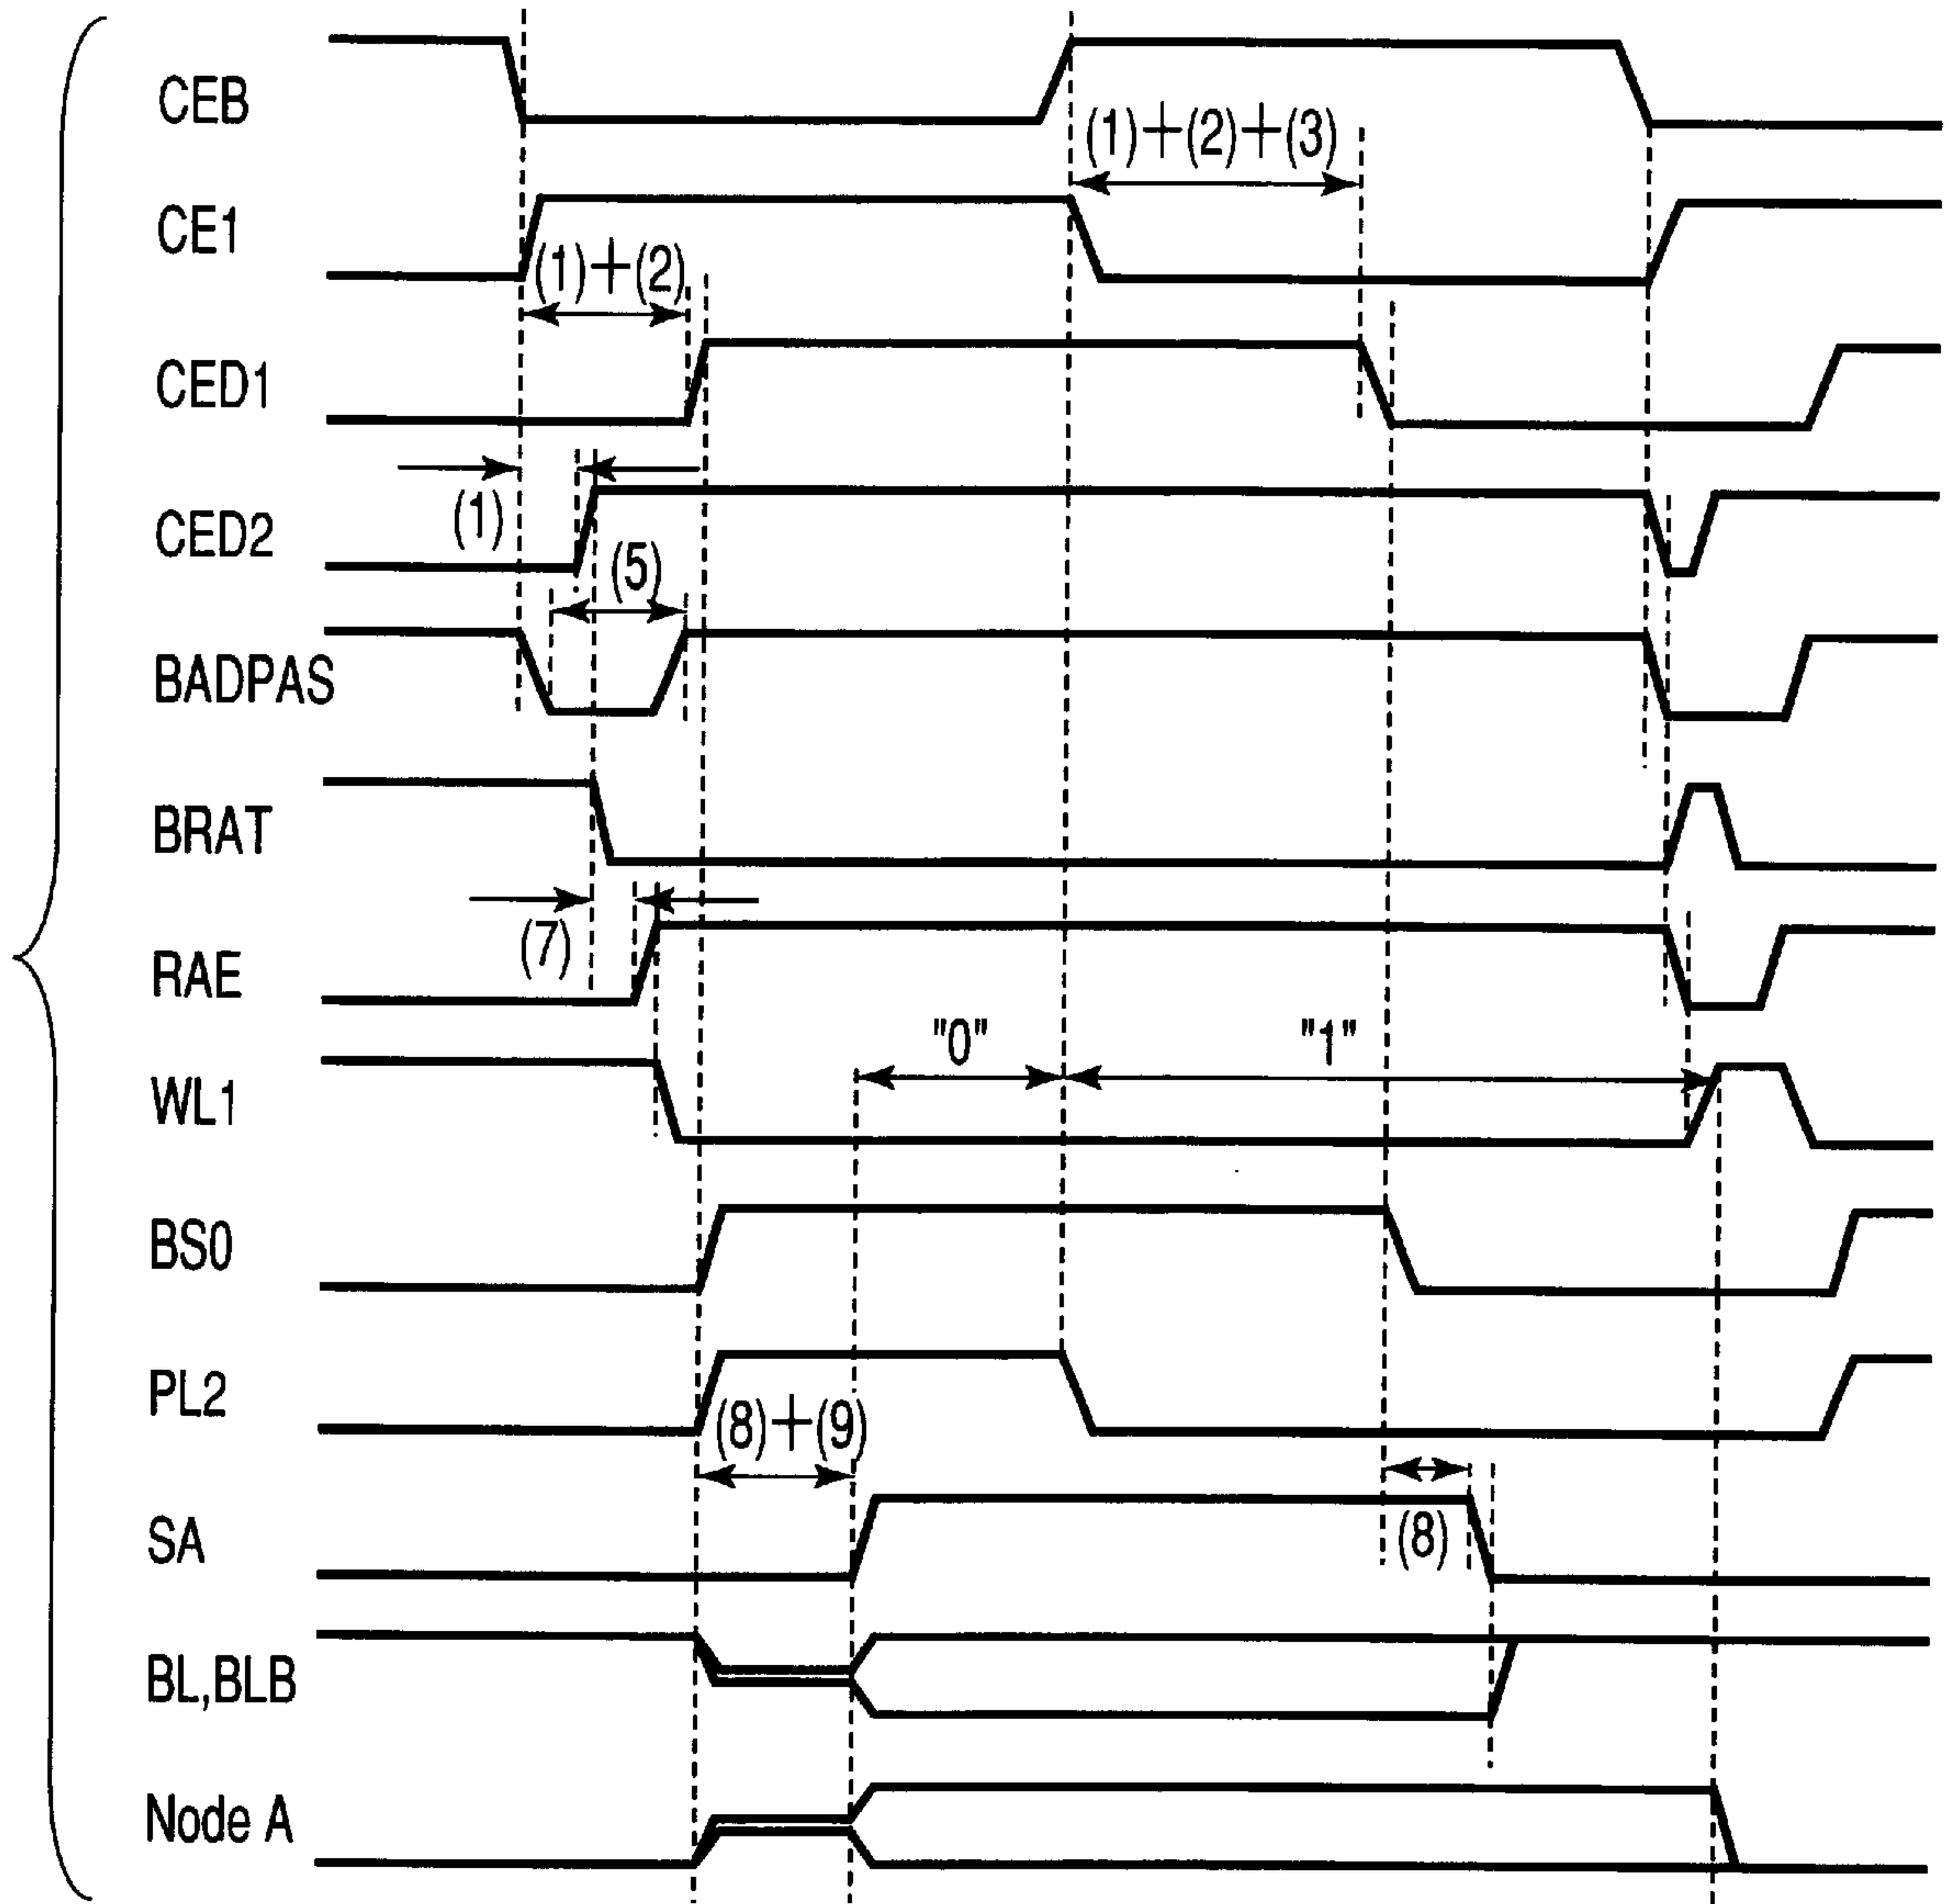 CEB
(1)+(2)+(3)
CE1
(1)+(2)
CED1
(1)
CED2
(5)
BADPAS
BRAT
(7)
RAE
"0" "1"
WL1
BS0
PL2
(8)+(9)
SA
(8)
BL,BLB
Node A